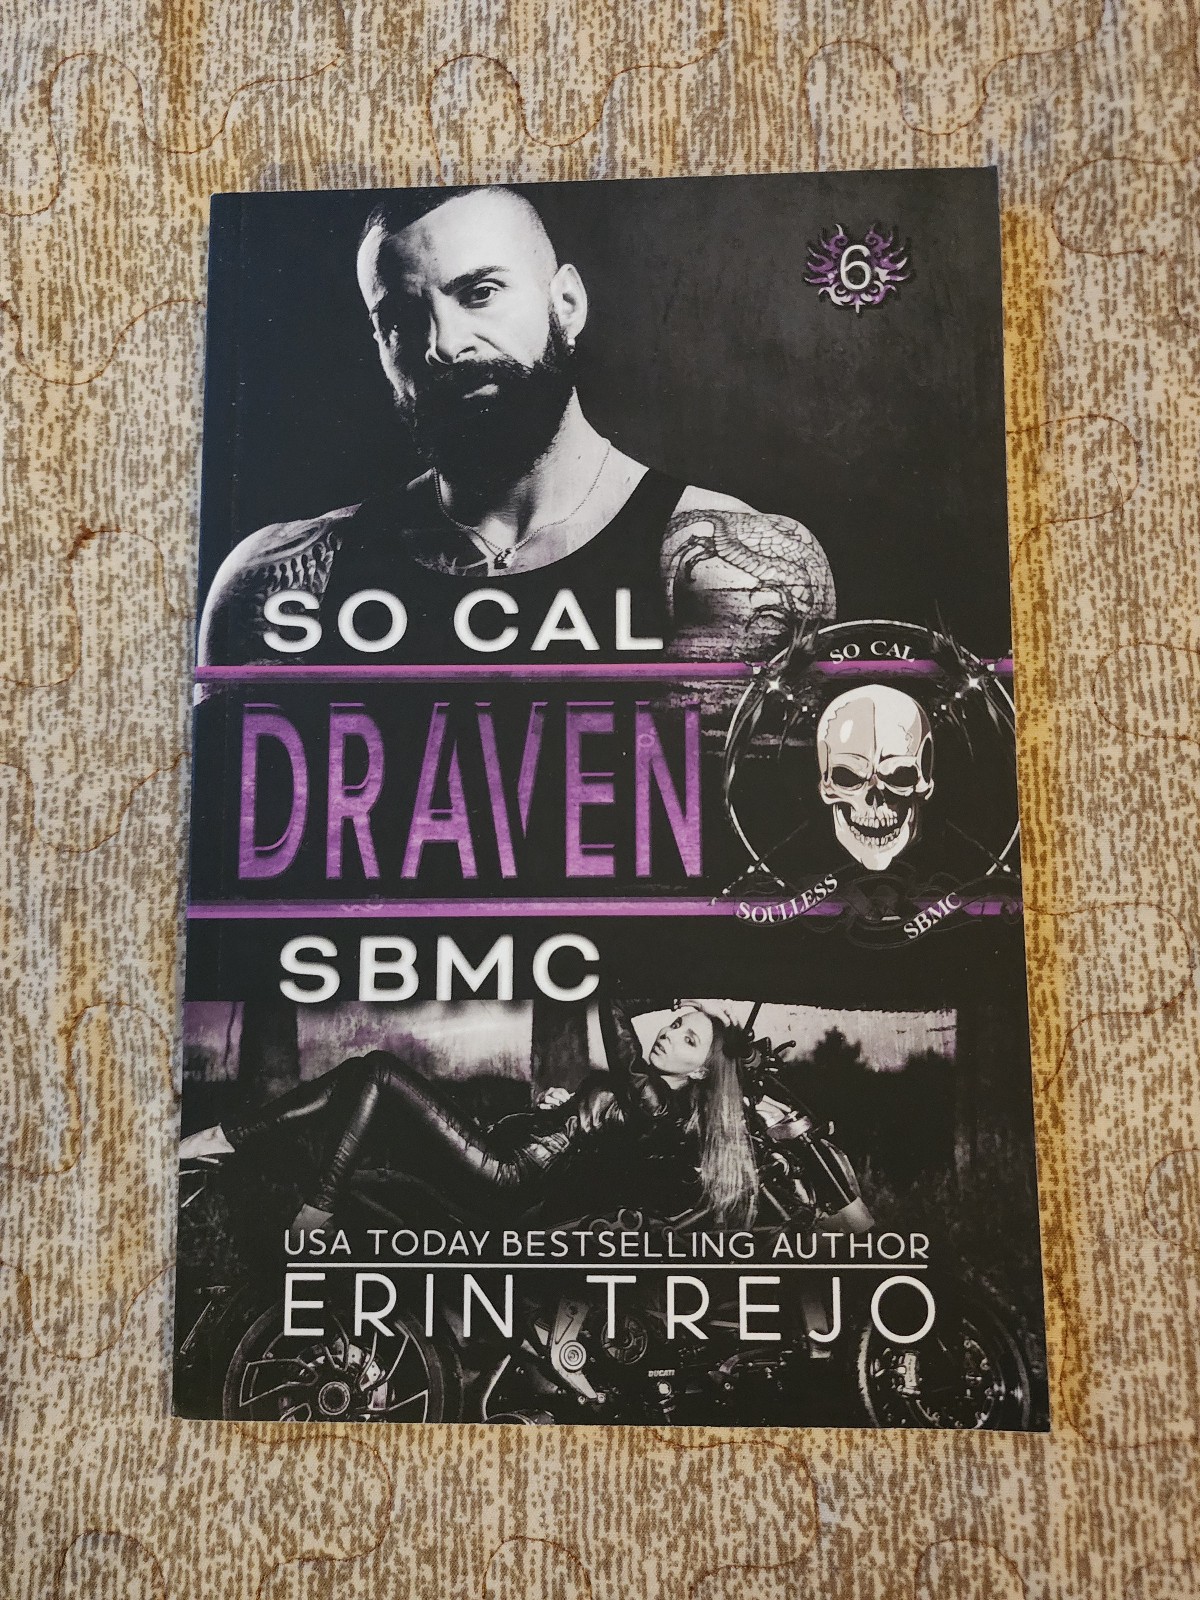 6
SO CAL
SO CAL
DRAVEN
SOULLESS
SBMC
SBMC
USA TODAY BESTSELLING AUTHOR
ERIN TREJO
DUCATI